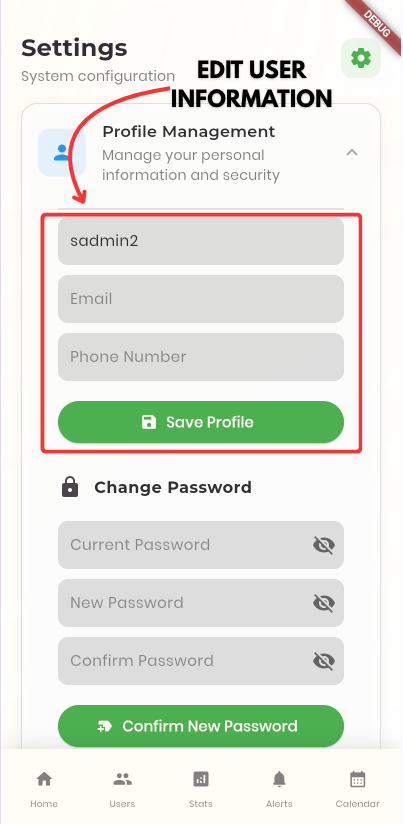 DEBUG
Settings
System configuration
EDIT USER
INFORMATION
Profile Management
Manage your personal
information and security
sadmin2
Email
Phone Number
Save Profile
Change Password
Current Password
New Password
Confirm Password
Confirm New Password
Home
Users
Stats
Alerts
Calendar